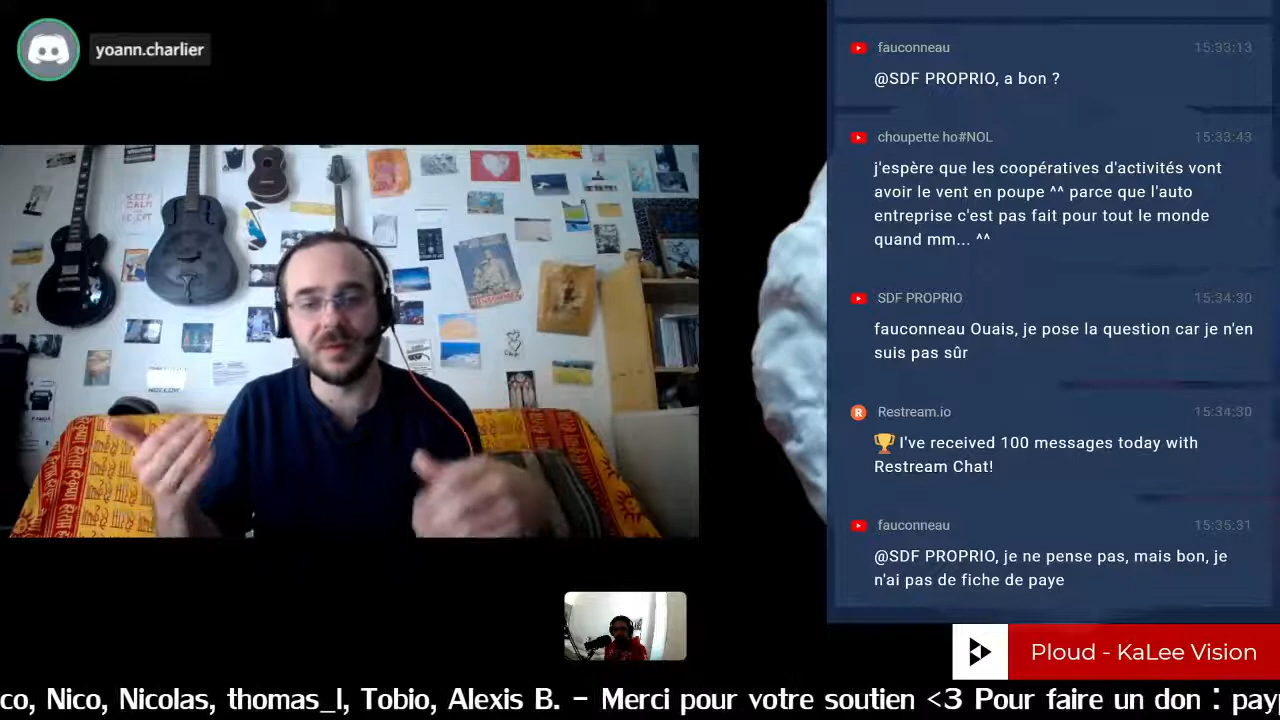 yoann.charlier
fauconneau 15:33:13
@SDF PROPRIO, a bon ?
choupette ho#NOL 15:33:43
j'espère que les coopératives d'activités vont
avoir le vent en poupe ^^ parce que l'auto
entreprise c'est pas fait pour tout le monde
quand mm... ^^
SDF PROPRIO 15:34:30
fauconneau Ouais, je pose la question car je n'en
suis pas sûr
Restream.io 15:34:30
🏆 I've received 100 messages today with
Restream Chat!
fauconneau 15:35:31
@SDF PROPRIO, je ne pense pas, mais bon, je
n'ai pas de fiche de paye
Ploud - KaLee Vision
co, Nico, Nicolas, thomas_l, Tobio, Alexis B. - Merci pour votre soutien <3 Pour faire un don : pay